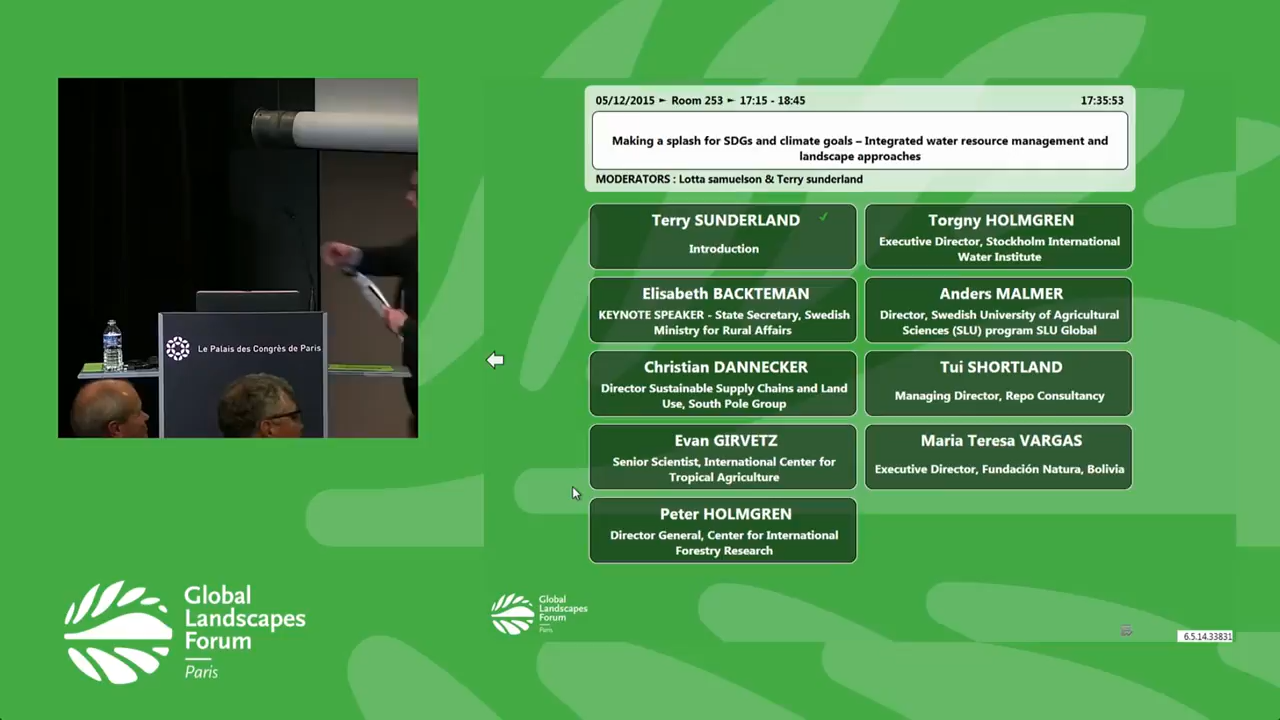 05/12/2015 ► Room 253 ► 17:15 - 18:45
17:35:53
Making a splash for SDGs and climate goals – Integrated water resource management and
landscape approaches
MODERATORS : Lotta samuelson & Terry sunderland
Terry SUNDERLAND ✓
Introduction
Torgny HOLMGREN
Executive Director, Stockholm International
Water Institute
Elisabeth BACKTEMAN
KEYNOTE SPEAKER - State Secretary, Swedish
Ministry for Rural Affairs
Anders MALMER
Director, Swedish University of Agricultural
Sciences (SLU) program SLU Global
Christian DANNECKER
Director Sustainable Supply Chains and Land
Use, South Pole Group
Tui SHORTLAND
Managing Director, Repo Consultancy
Evan GIRVETZ
Senior Scientist, International Center for
Tropical Agriculture
Maria Teresa VARGAS
Executive Director, Fundación Natura, Bolivia
Peter HOLMGREN
Director General, Center for International
Forestry Research
Le Palais des Congrès de Paris
Global
Landscapes
Forum
Paris
Global
Landscapes
Forum
Paris
6.5.14.33831